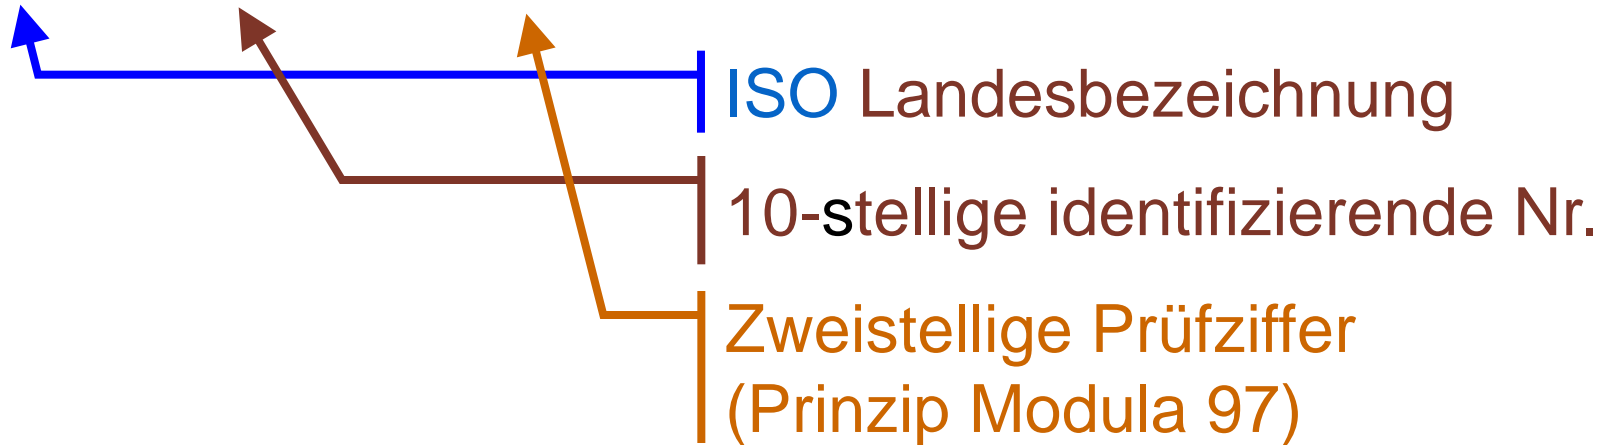 ISO Landesbezeichnung
10-stellige identifizierende Nr.
Zweistellige Prüfziffer
(Prinzip Modula 97)